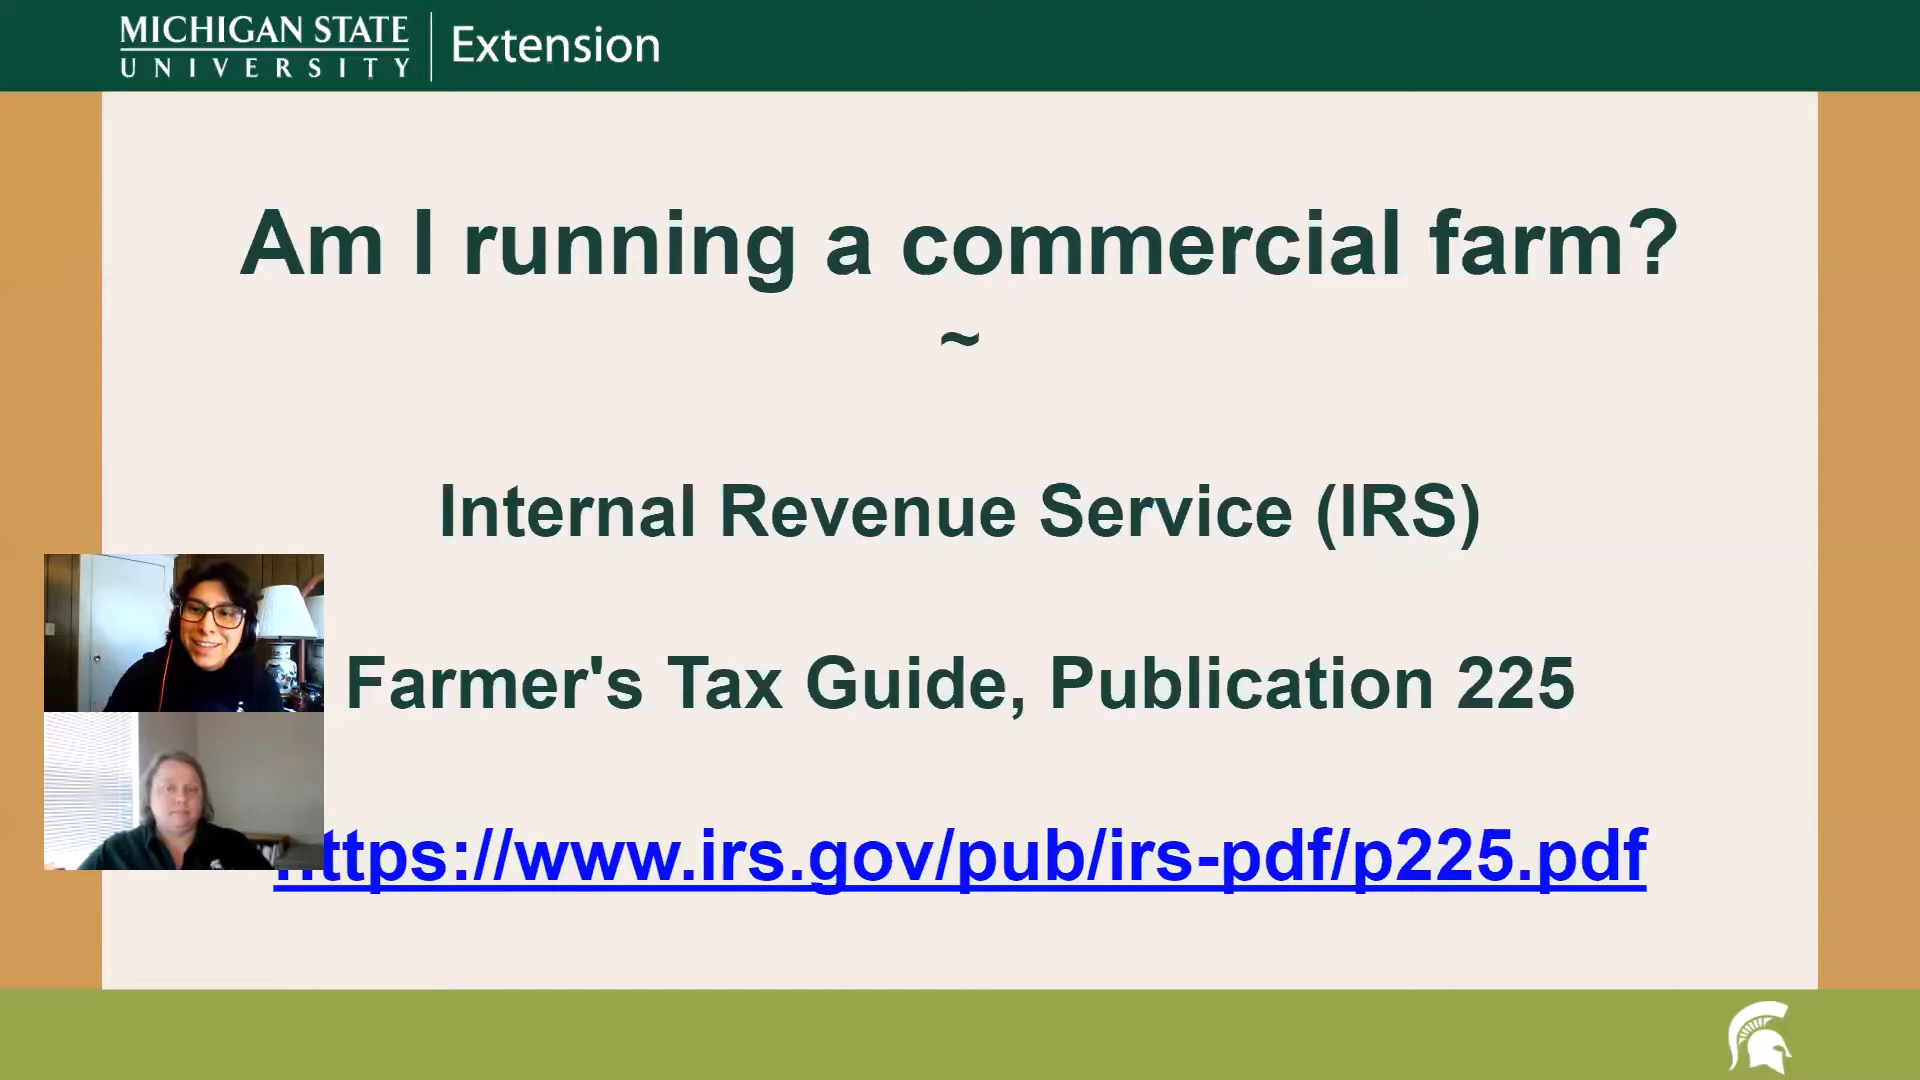 MICHIGAN STATE
UNIVERSITY
Extension
Am I running a commercial farm?
~
Internal Revenue Service (IRS)
Farmer's Tax Guide, Publication 225
https://www.irs.gov/pub/irs-pdf/p225.pdf